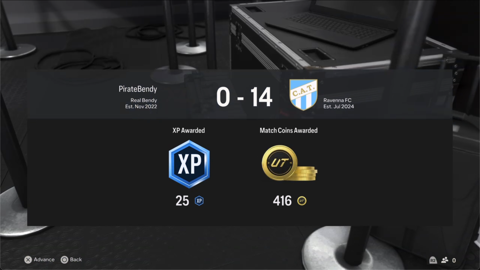 PirateBendy
Real Bendy
Est. Nov 2022
0 - 14
C.A.T.
Ravenna FC
Est. Jul 2024
XP Awarded
Match Coins Awarded
XP
UT
25 XP
416
Advance
Back
0